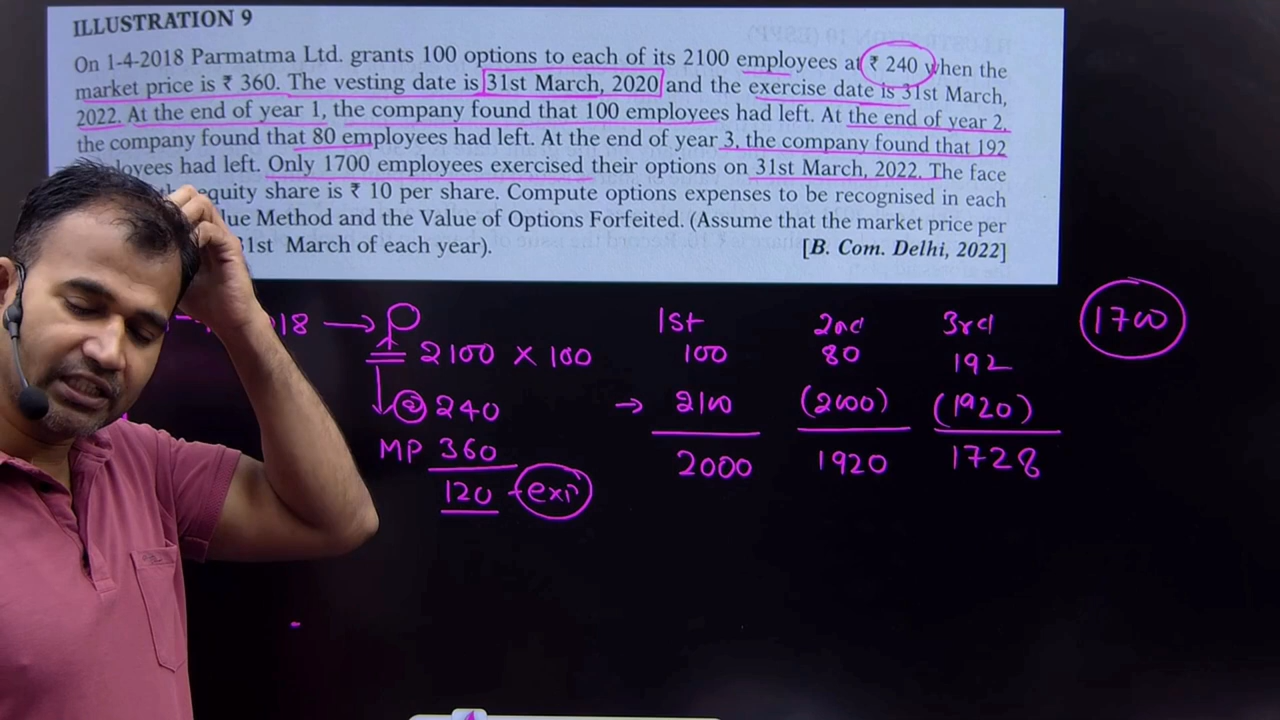 ILLUSTRATION 9
On 1-4-2018 Parmatma Ltd. grants 100 options to each of its 2100 employees at ₹ 240 when the
market price is ₹ 360. The vesting date is 31st March, 2020 and the exercise date is 31st March,
2022. At the end of year 1, the company found that 100 employees had left. At the end of year 2,
the company found that 80 employees had left. At the end of year 3, the company found that 192
had left. Only 1700 employees exercised their options on 31st March, 2022. The face
equity share is ₹ 10 per share. Compute options expenses to be recognised in each
Method and the Value of Options Forfeited. (Assume that the market price per
31st March of each year). [B. Com. Delhi, 2022]
18 → P 1st 2nd 3rd 1700
2100 × 100 100 80 192
@ 240 → 2100 (2000) (1920)
MP 360 2000 1920 1728
120